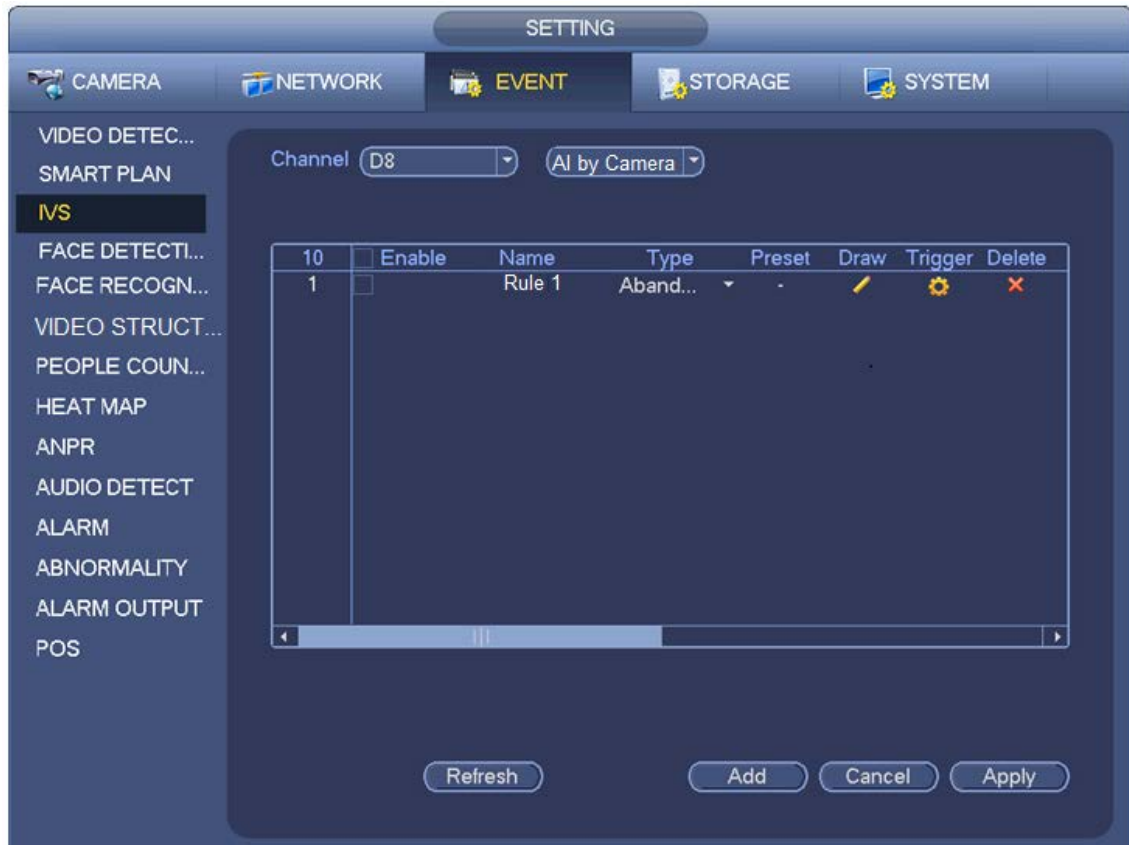 SETTING
CAMERA NETWORK EVENT STORAGE SYSTEM
VIDEO DETEC...
SMART PLAN
IVS
FACE DETECTI...
FACE RECOGN...
VIDEO STRUCT...
PEOPLE COUN...
HEAT MAP
ANPR
AUDIO DETECT
ALARM
ABNORMALITY
ALARM OUTPUT
POS
Channel D8 AI by Camera
10 Enable Name Type Preset Draw Trigger Delete
1 Rule 1 Aband... -
Refresh Add Cancel Apply